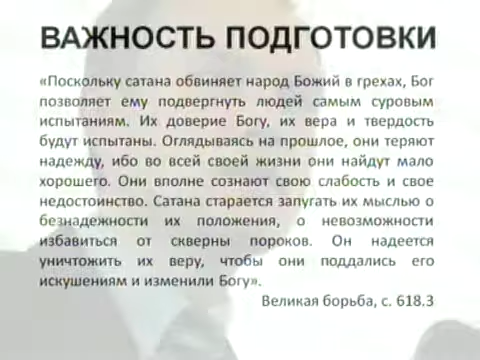 ВАЖНОСТЬ ПОДГОТОВКИ
«Поскольку сатана обвиняет народ Божий в грехах, Бог
позволяет ему подвергнуть людей самым суровым
испытаниям. Их доверие Богу, их вера и твердость
будут испытаны. Оглядываясь на прошлое, они теряют
надежду, ибо во всей своей жизни они найдут мало
хорошего. Они вполне сознают свою слабость и свое
недостоинство. Сатана старается запугать их мыслью о
безнадежности их положения, о невозможности
избавиться от скверны пороков. Он надеется
уничтожить их веру, чтобы они поддались его
искушениям и изменили Богу».
Великая борьба, с. 618.3